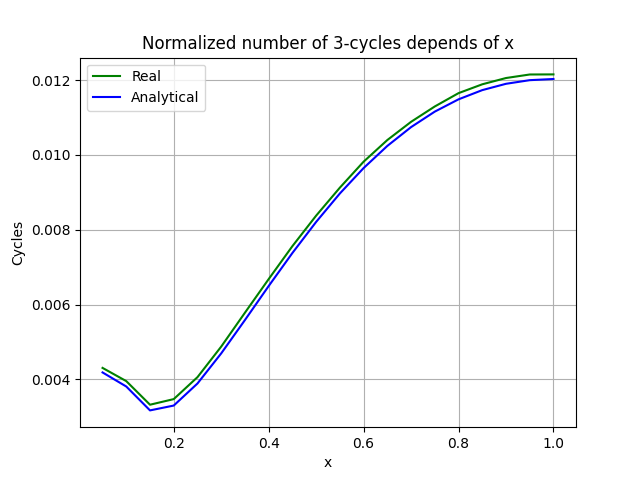 Normalized number of 3-cycles depends of x
Real
Analytical
0.012
0.010
0.008
0.006
0.004
Cycles
0.2
0.4
0.6
0.8
1.0
x